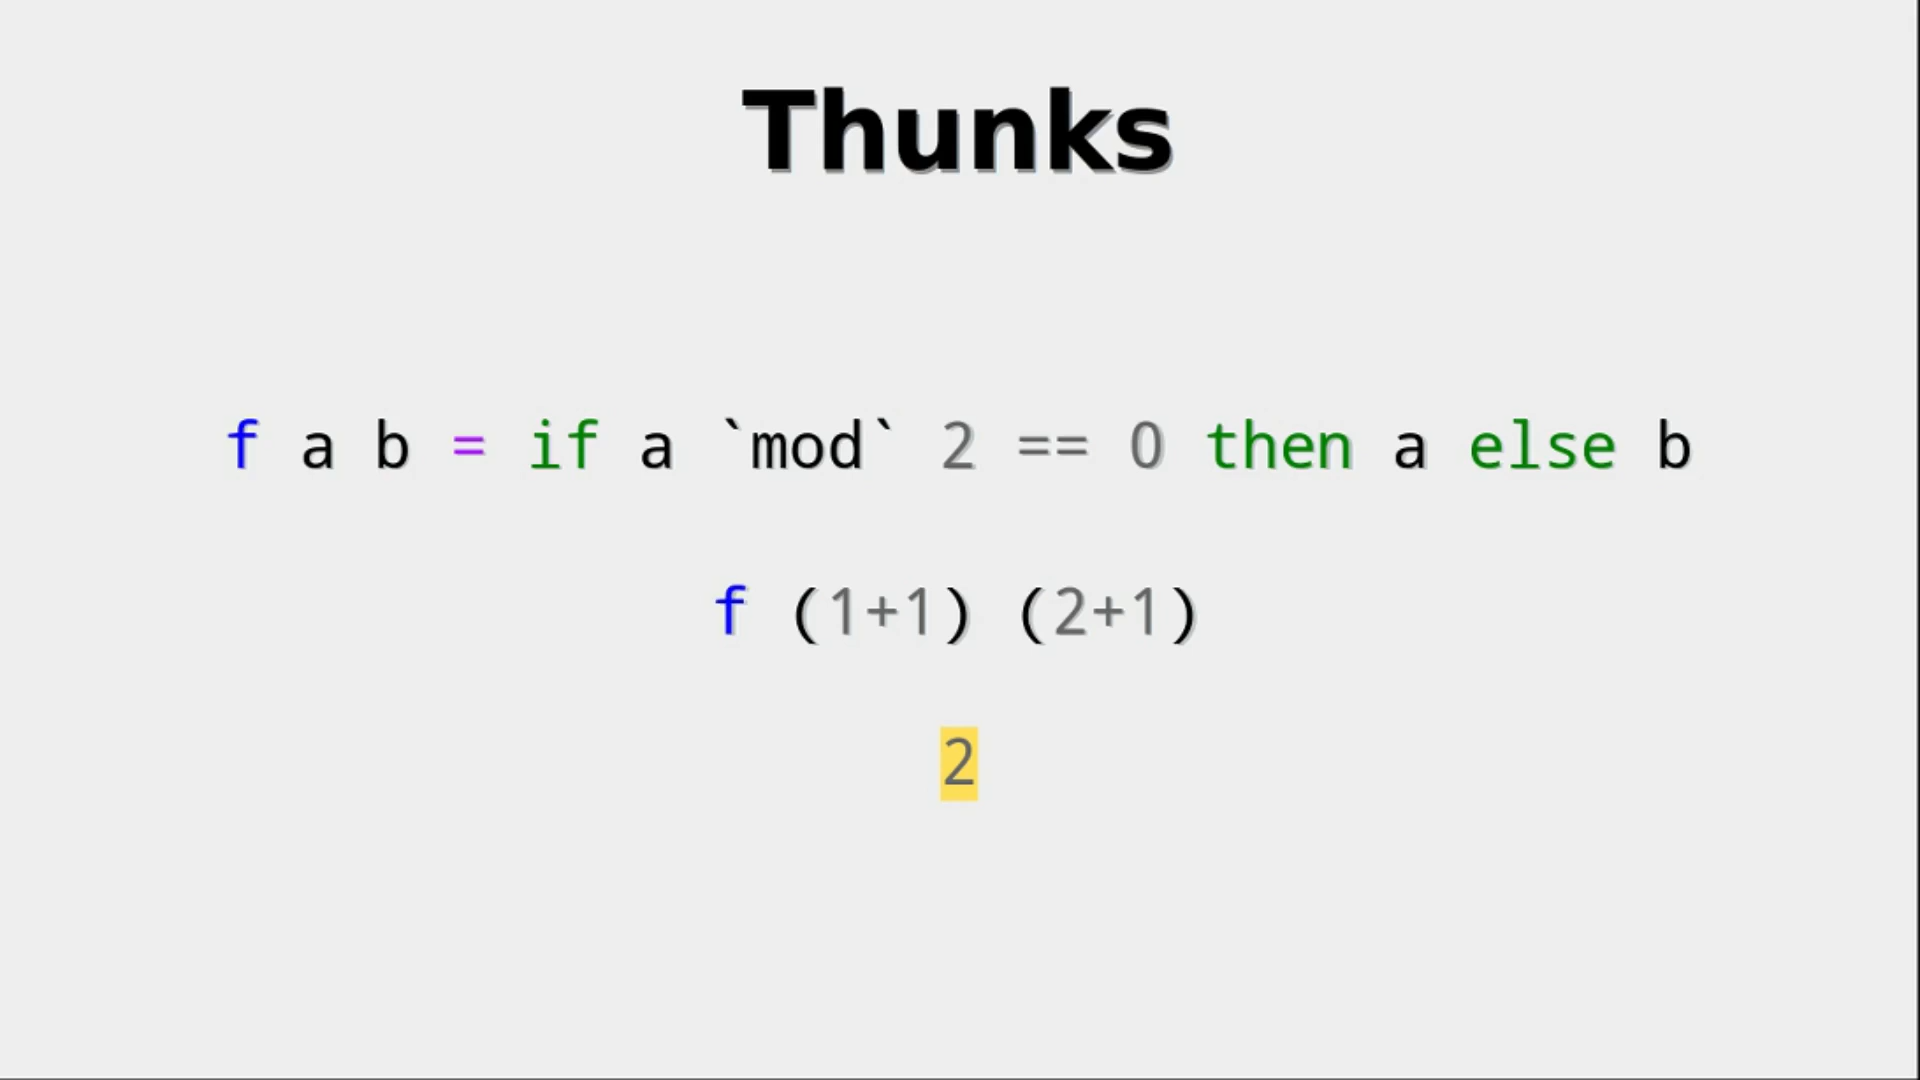 Thunks
f a b = if a `mod` 2 == 0 then a else b
f (1+1) (2+1)
2